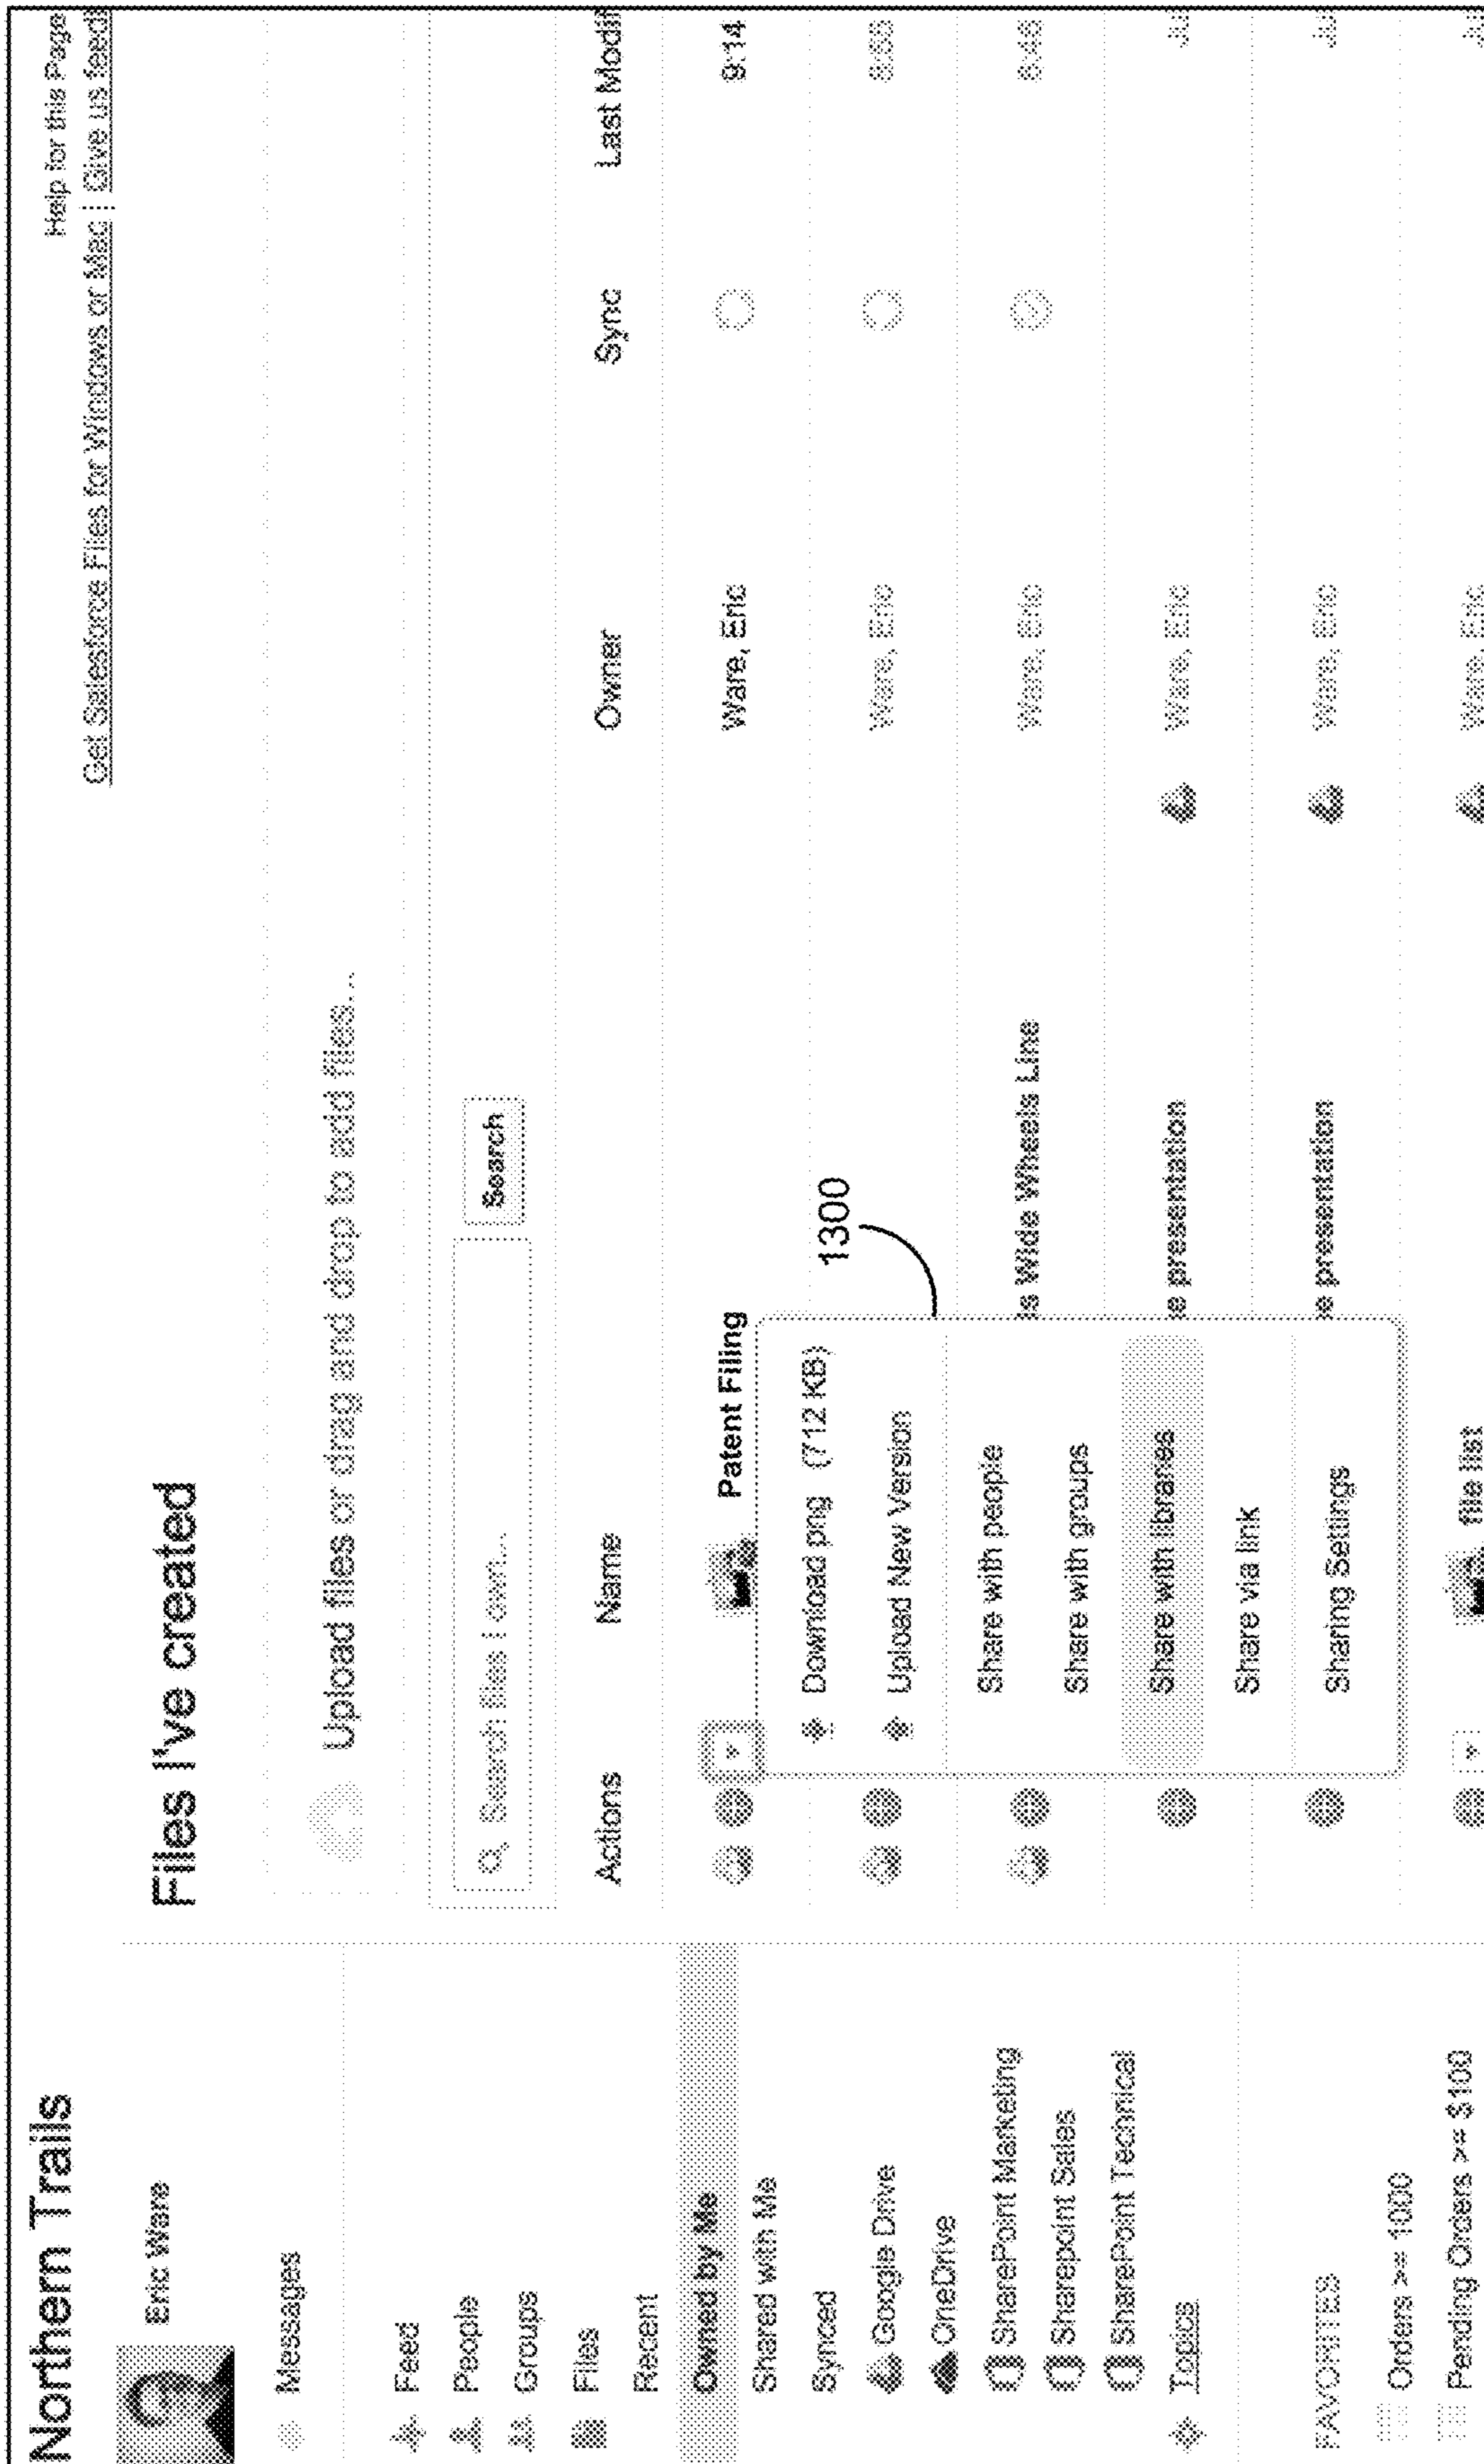 Northern Trails
Help for this Page
Get Salesforce Files for Windows or Mac | Give us feed
Eric Ware
Messages
Feed
People
Groups
Files
Recent
Owned by Me
Shared with Me
Synced
Google Drive
OneDrive
SharePoint Marketing
Sharepoint Sales
SharePoint Technical
Topics
FAVORITES
Orders >= 1000
Pending Orders >= $100
Files I've created
Upload files or drag and drop to add files...
Search files I own...
Search
Actions Name Owner Sync Last Modif
Patent Filing Ware, Eric 9:14
1300
Download png (712 KB)
Upload New Version
Ware, Eric
Share with people
Share with groups
s Wide Wheels Line Ware, Eric
Share with libraries
e presentation Ware, Eric
Share via link
Sharing Settings
e presentation Ware, Eric
file list Ware, Eric